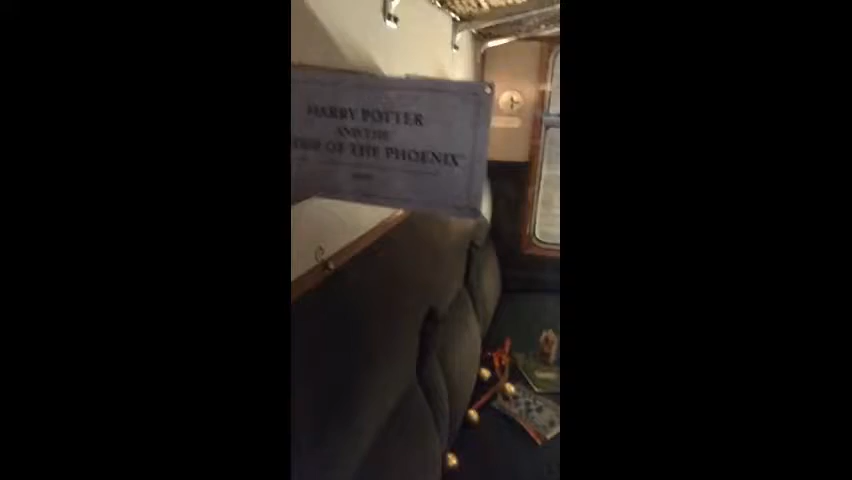 HARRY POTTER
AND THE
OF THE PHOENIX